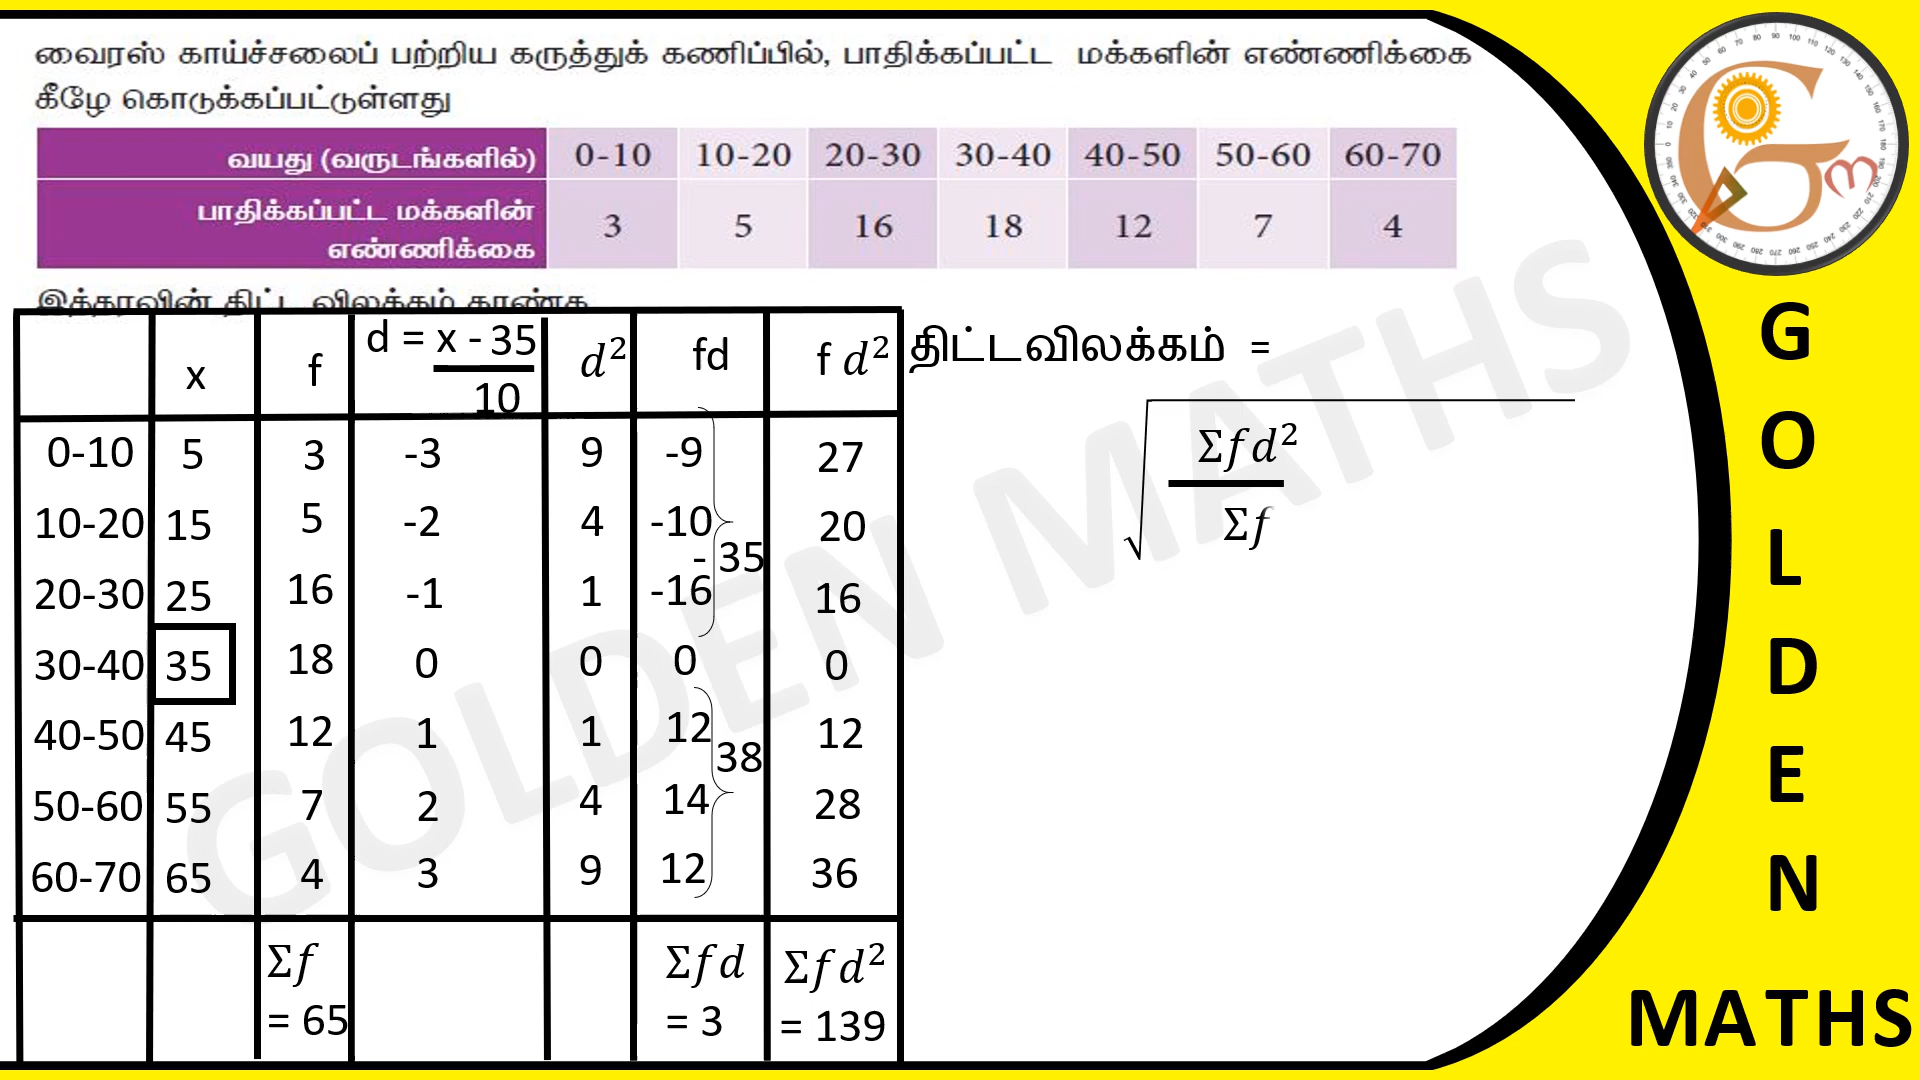 வைரஸ் காய்ச்சலைப் பற்றிய கருத்துக் கணிப்பில், பாதிக்கப்பட்ட மக்களின் எண்ணிக்கை
கீழே கொடுக்கப்பட்டுள்ளது
வயது (வருடங்களில்) 0-10 10-20 20-30 30-40 40-50 50-60 60-70
பாதிக்கப்பட்ட மக்களின்
எண்ணிக்கை 3 5 16 18 12 7 4
இத்தரவின் திட்ட விலக்கம் காண்க
x f d = x - 35 / 10 d² fd f d²
0-10 5 3 -3 9 -9 27
10-20 15 5 -2 4 -10 20
- 35
20-30 25 16 -1 1 -16 16
30-40 35 18 0 0 0 0
40-50 45 12 1 1 12 12
38
50-60 55 7 2 4 14 28
60-70 65 4 3 9 12 36
Σf Σfd Σfd²
= 65 = 3 = 139
திட்டவிலக்கம் =
√ Σfd²
Σf
GOLDEN MATHS
Gm
G
O
L
D
E
N
MATHS